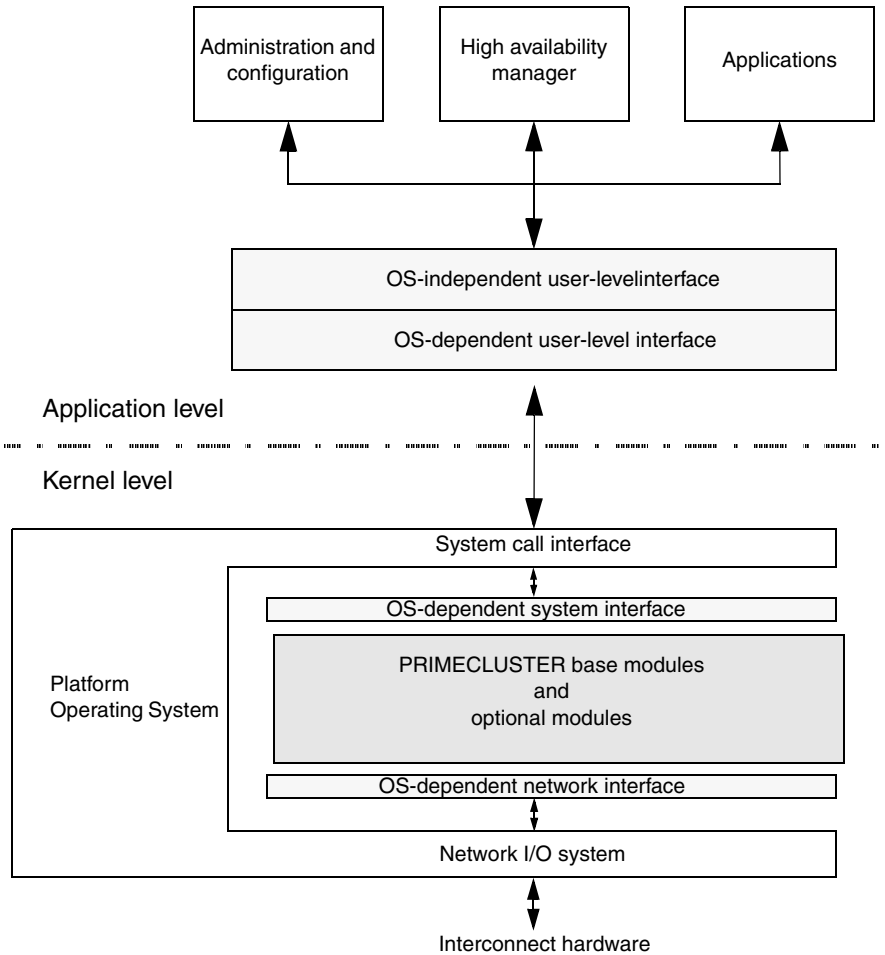 Administration and
configuration
High availability
manager
Applications
OS-independent user-levelinterface
OS-dependent user-level interface
Application level
Kernel level
System call interface
OS-dependent system interface
PRIMECLUSTER base modules
and
optional modules
Platform
Operating System
OS-dependent network interface
Network I/O system
Interconnect hardware